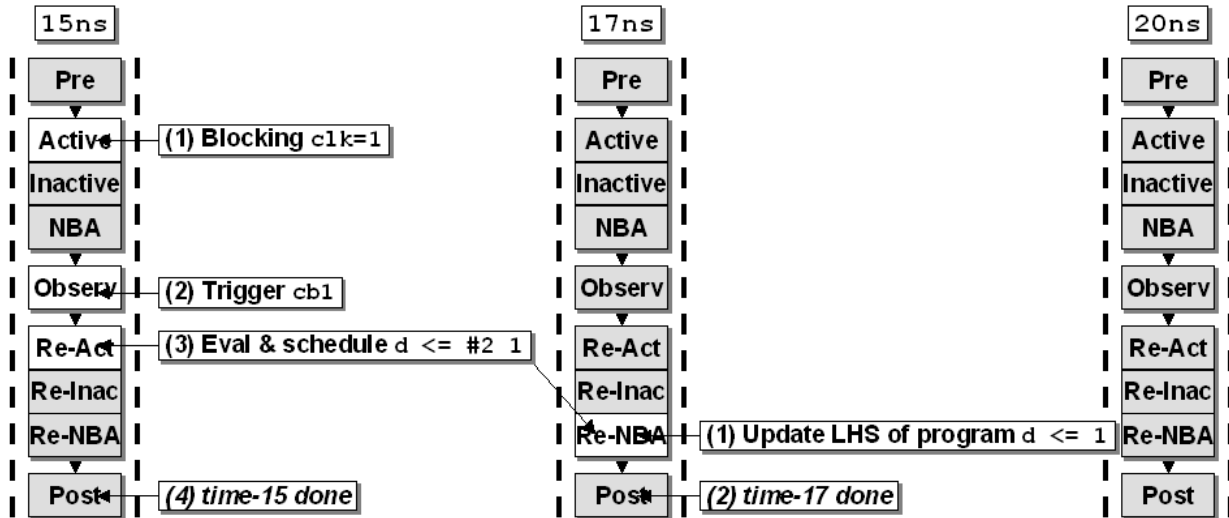 15ns
17ns
20ns
Pre
Pre
Pre
Active
(1) Blocking clk=1
Active
Active
Inactive
Inactive
Inactive
NBA
NBA
NBA
Observ
(2) Trigger cb1
Observ
Observ
Re-Act
(3) Eval & schedule d <= #2 1
Re-Act
Re-Act
Re-Inac
Re-Inac
Re-Inac
Re-NBA
Re-NBA
(1) Update LHS of program d <= 1
Re-NBA
Post
(4) time-15 done
Post
(2) time-17 done
Post